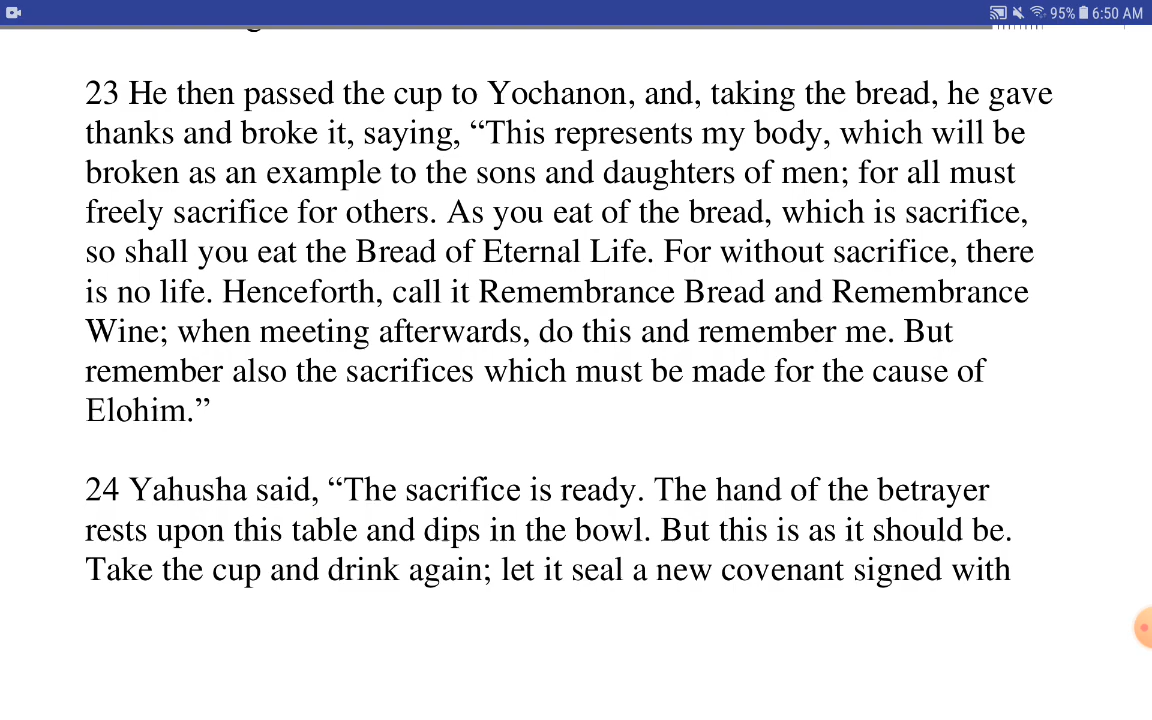 95% 6:50 AM
23 He then passed the cup to Yochanon, and, taking the bread, he gave
thanks and broke it, saying, “This represents my body, which will be
broken as an example to the sons and daughters of men; for all must
freely sacrifice for others. As you eat of the bread, which is sacrifice,
so shall you eat the Bread of Eternal Life. For without sacrifice, there
is no life. Henceforth, call it Remembrance Bread and Remembrance
Wine; when meeting afterwards, do this and remember me. But
remember also the sacrifices which must be made for the cause of
Elohim.”
24 Yahusha said, “The sacrifice is ready. The hand of the betrayer
rests upon this table and dips in the bowl. But this is as it should be.
Take the cup and drink again; let it seal a new covenant signed with